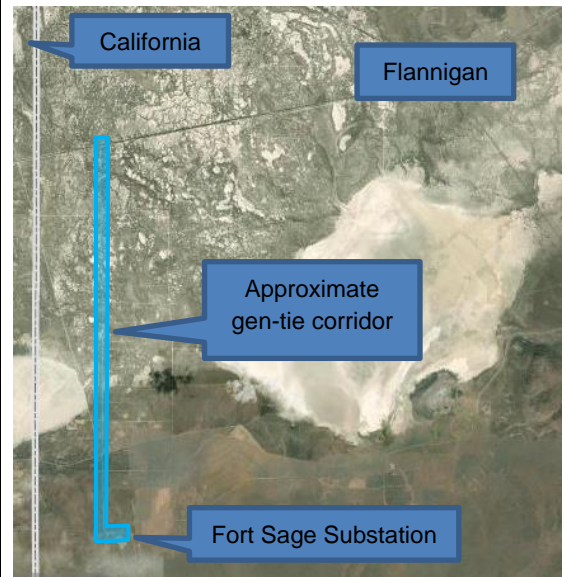 California
Flannigan
Approximate
gen-tie corridor
Fort Sage Substation